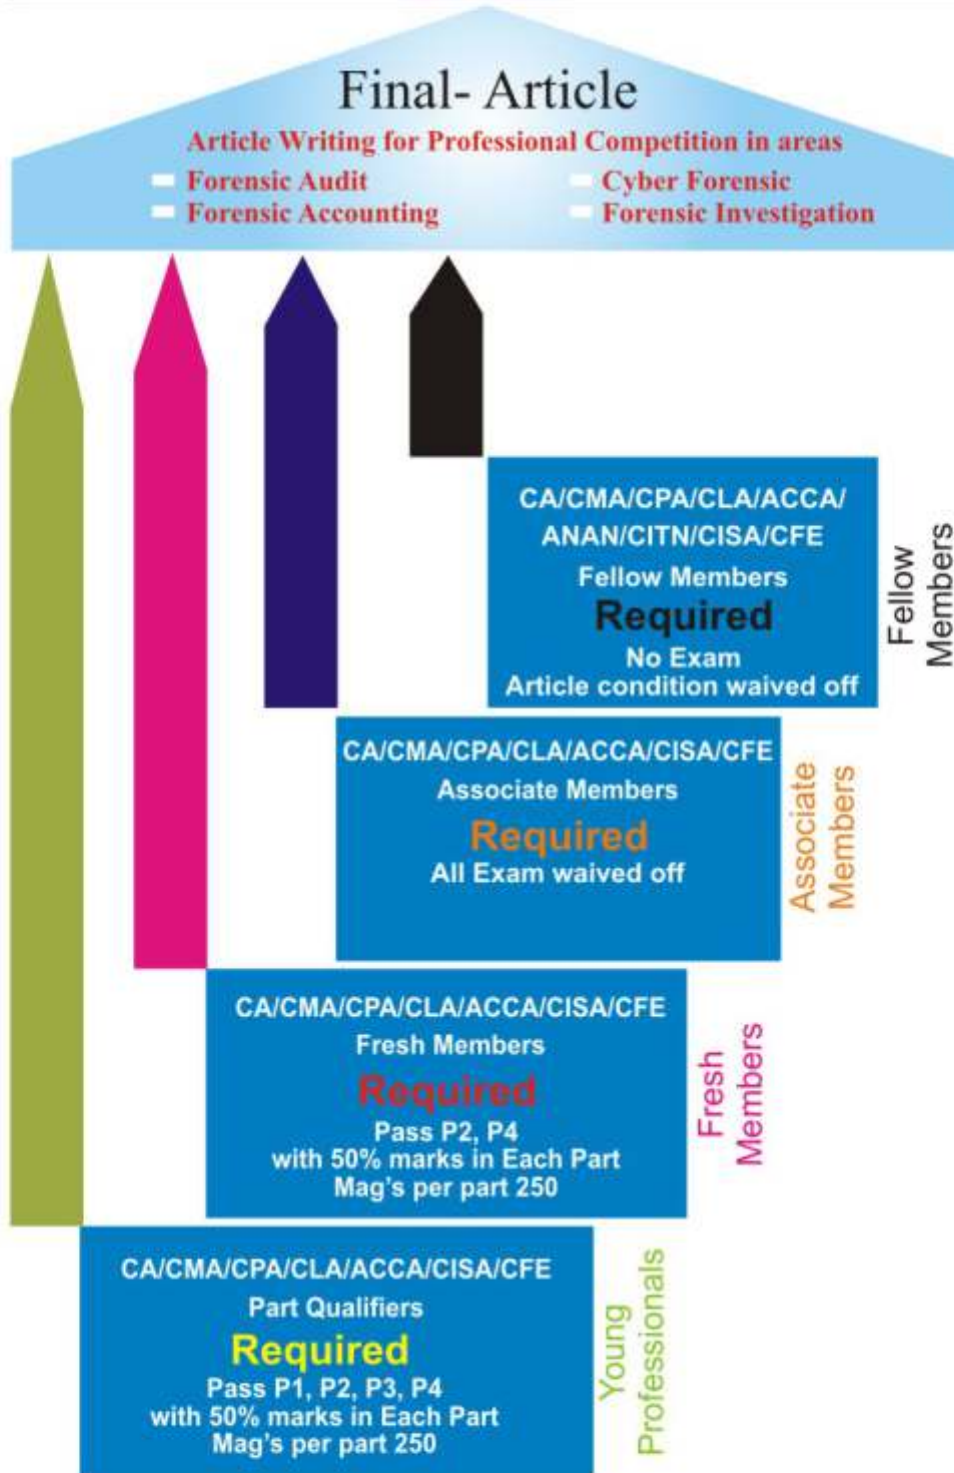 Final- Article
Article Writing for Professional Competition in areas
Forensic Audit
Cyber Forensic
Forensic Accounting
Forensic Investigation
CA/CMA/CPA/CLA/ACCA/
ANAN/CITN/CISA/CFE
Fellow Members
Required
No Exam
Article condition waived off
Fellow
Members
CA/CMA/CPA/CLA/ACCA/CISA/CFE
Associate Members
Required
All Exam waived off
Associate
Members
CA/CMA/CPA/CLA/ACCA/CISA/CFE
Fresh Members
Required
Pass P2, P4
with 50% marks in Each Part
Mag's per part 250
Fresh
Members
CA/CMA/CPA/CLA/ACCA/CISA/CFE
Part Qualifiers
Required
Pass P1, P2, P3, P4
with 50% marks in Each Part
Mag's per part 250
Young
Professionals